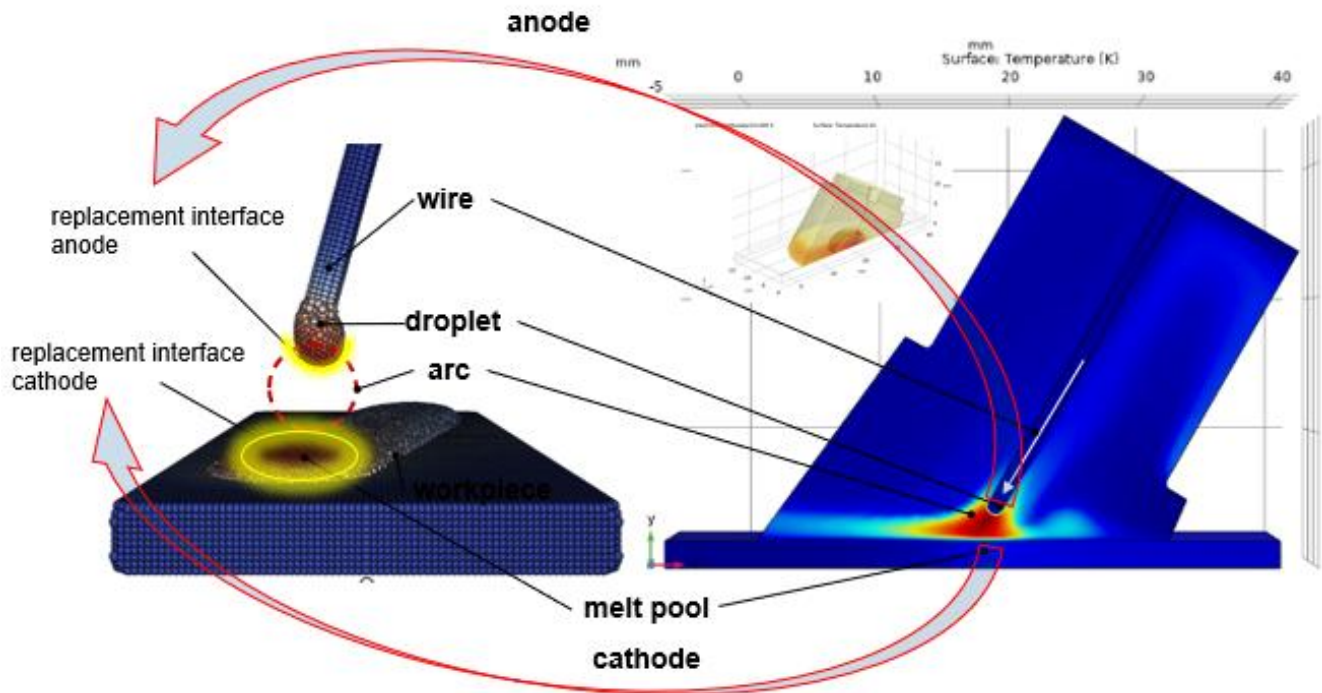 anode
mm
mm
Surface: Temperature (K)
-5
0
10
20
30
40
replacement interface
anode
wire
droplet
replacement interface
cathode
arc
workpiece
y
melt pool
cathode